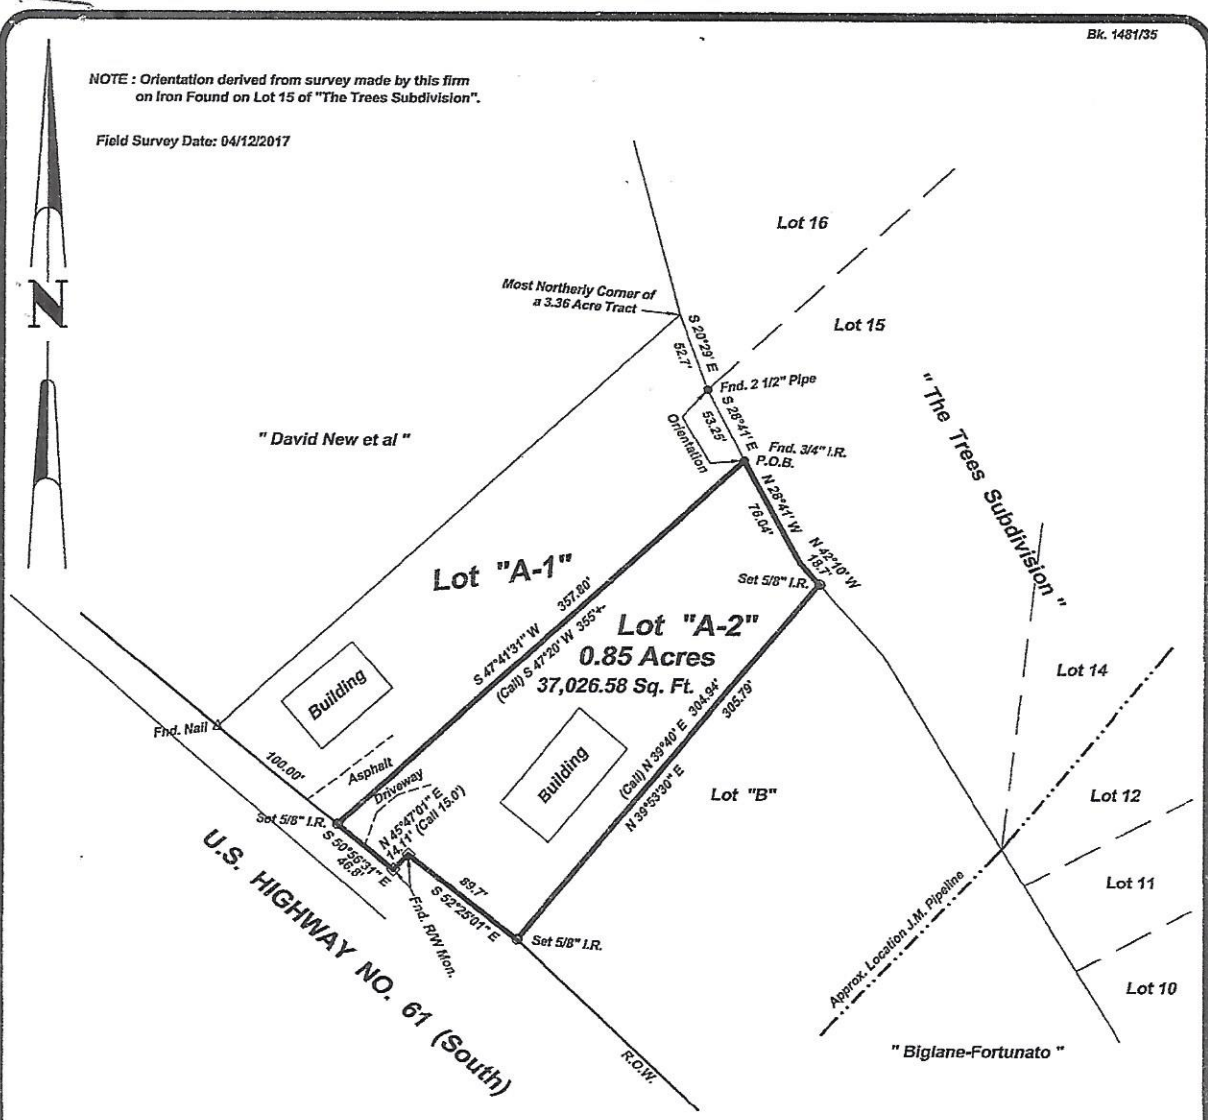 Bk. 1481/35
NOTE : Orientation derived from survey made by this firm
on Iron Found on Lot 15 of "The Trees Subdivision".
Field Survey Date: 04/12/2017
N
Lot 16
Most Northerly Corner of
a 3.36 Acre Tract
S 20°29' E
52.7'
Lot 15
Fnd. 2 1/2" Pipe
S 28°41' E
53.25'
Orientation
Fnd. 3/4" I.R.
P.O.B.
" David New et al "
" The Trees Subdivision "
N 28°41' W
76.04'
N 42°10' W
18.7'
Set 5/8" I.R.
Lot "A-1"
357.80'
S 47°41'31" W
(Call) S 47°20' W 355'+-
Lot "A-2"
0.85 Acres
37,026.58 Sq. Ft.
Building
Building
(Call) N 39°40' E 304.94'
N 39°53'30" E 305.79'
Lot 14
Fnd. Nail
100.00'
Asphalt
Driveway
Lot "B"
Lot 12
Set 5/8" I.R.
N 45°47'01" E
14.11' (Call 15.0')
S 50°56'31" E
46.8'
89.7'
S 52°25'01" E
Fnd. R/W Mon.
Set 5/8" I.R.
Lot 11
Approx. Location J.M. Pipeline
Lot 10
U.S. HIGHWAY NO. 61 (South)
R.O.W.
" Biglane-Fortunato "